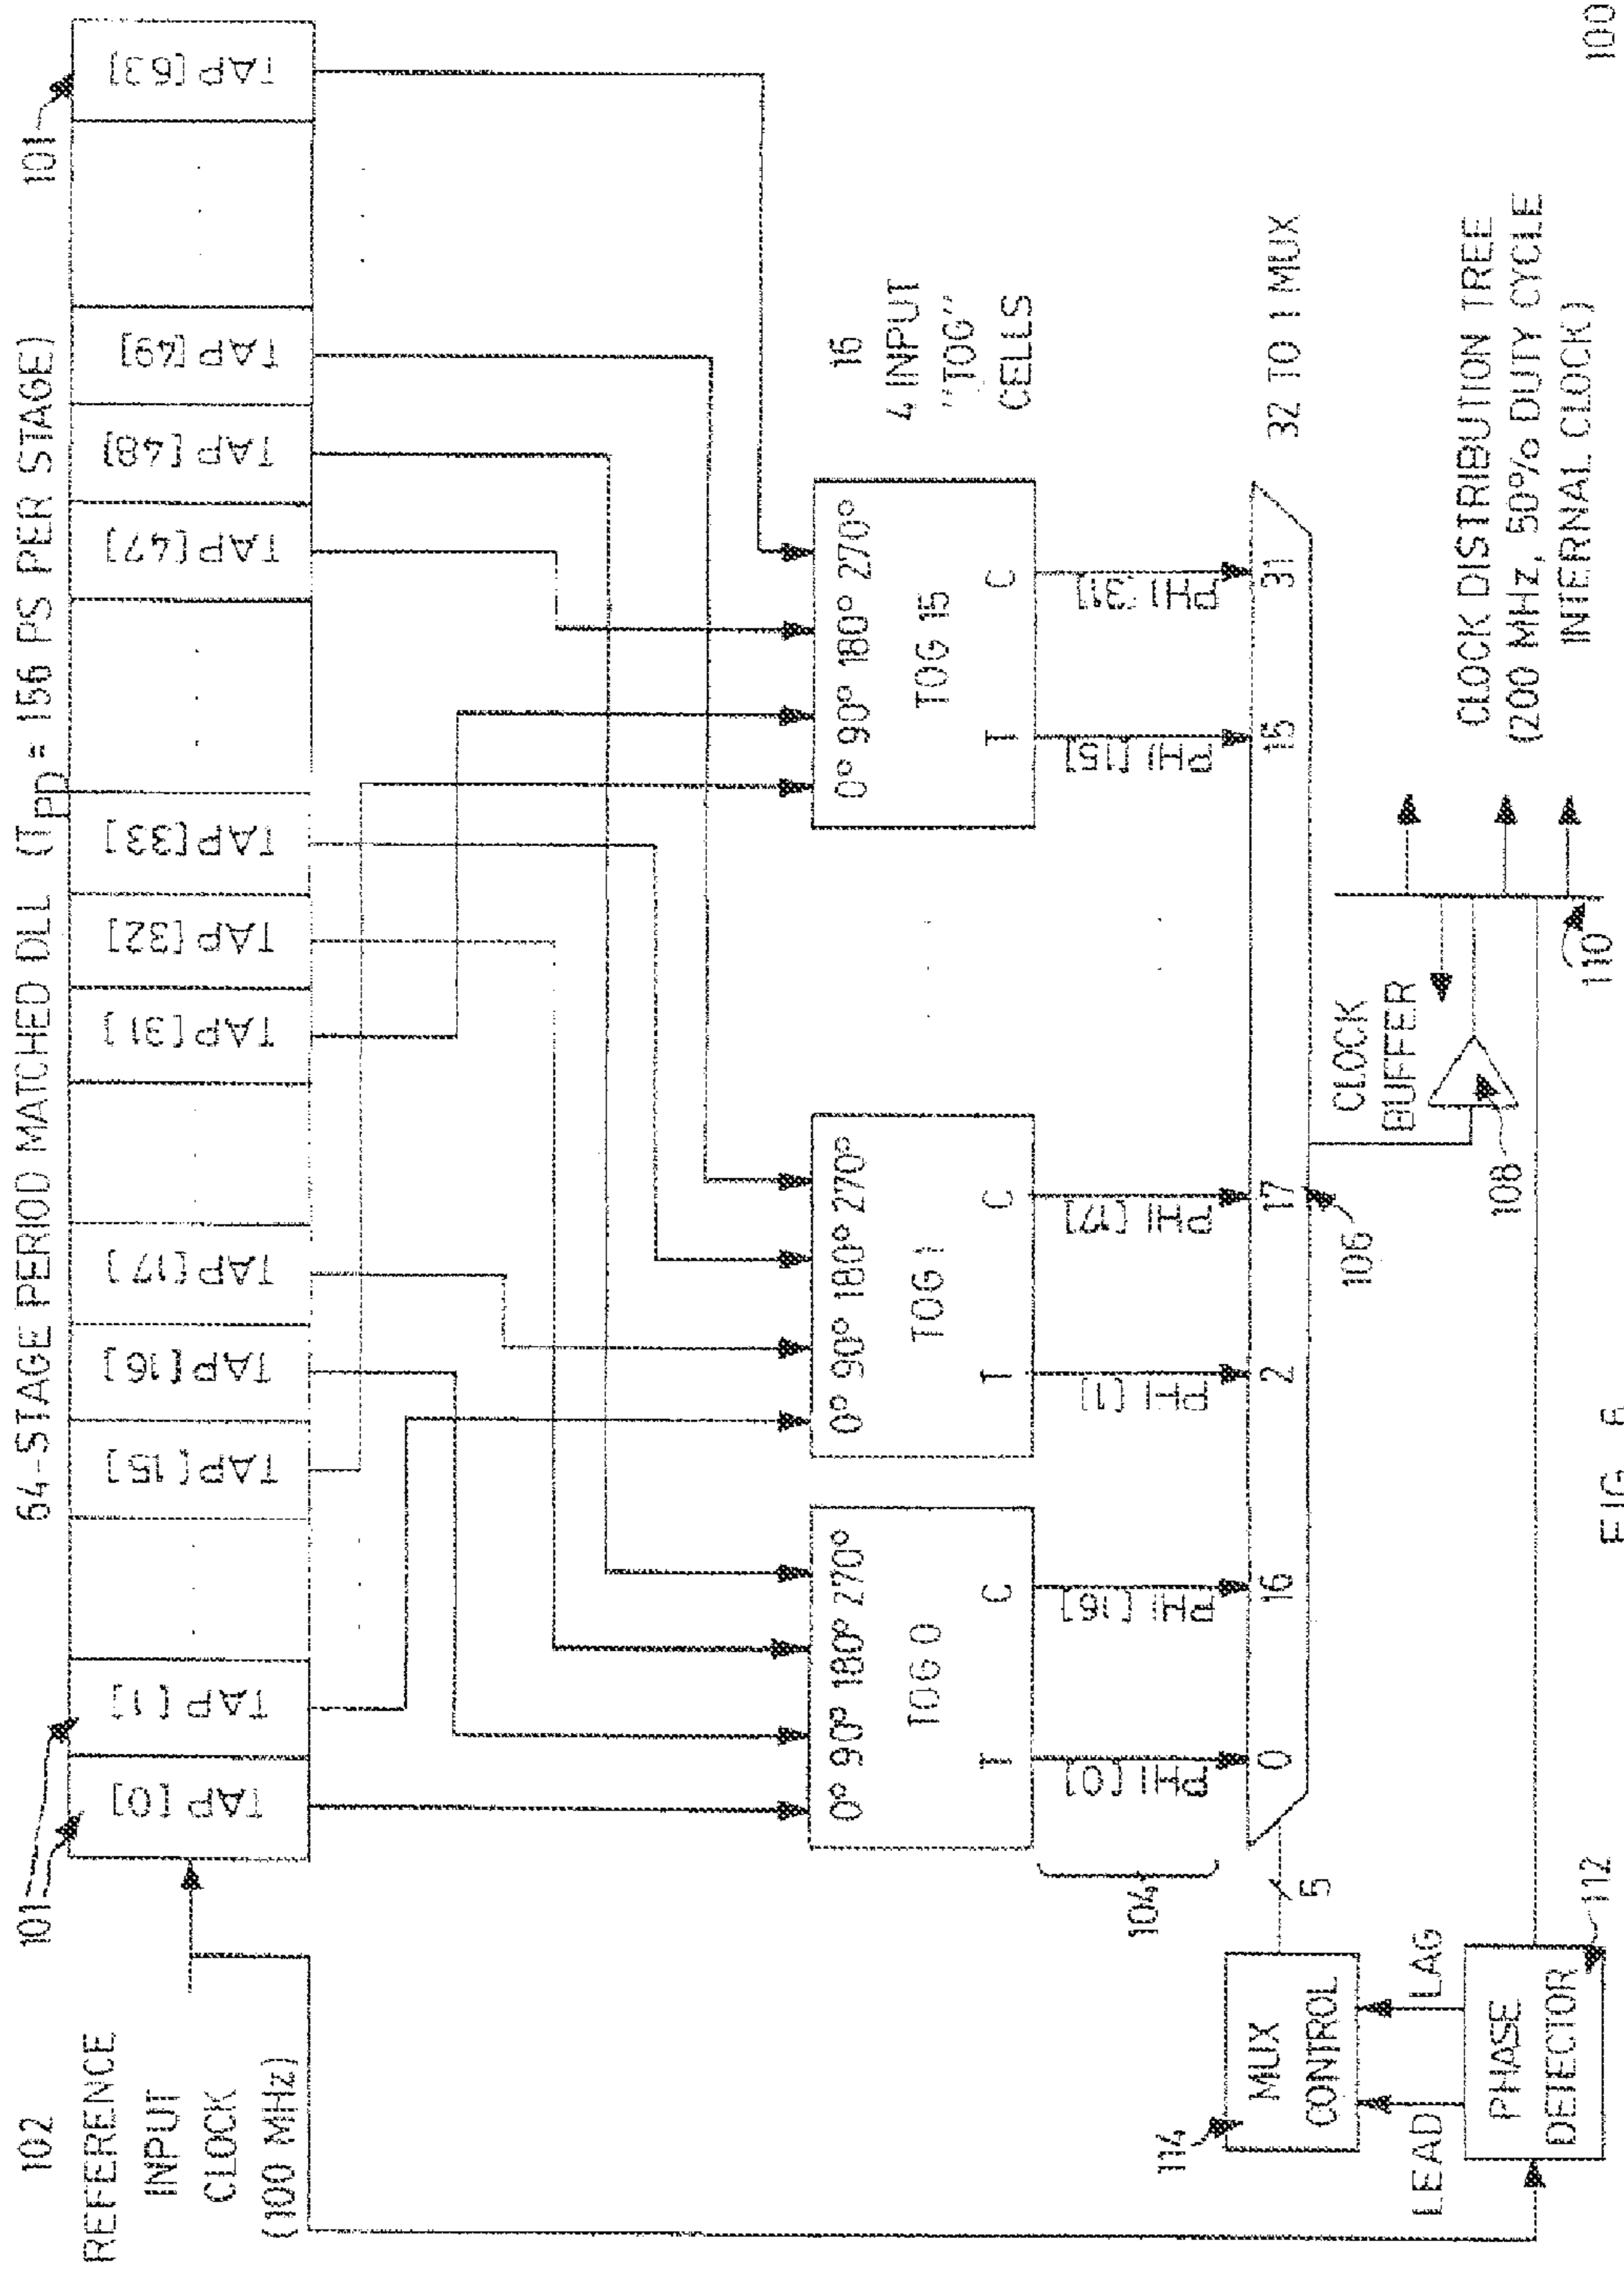 64-STAGE PERIOD MATCHED DLL (TPD = 156 PS PER STAGE)
102
REFERENCE
INPUT
CLOCK
(100 MHz)
101
101
TAP [0]
TAP [1]
TAP [15]
TAP [16]
TAP [17]
TAP [31]
TAP [32]
TAP [33]
TAP [47]
TAP [48]
TAP [49]
TAP [63]
0° 90° 180° 270°
TOG 0
T C
0° 90° 180° 270°
TOG 1
T C
0° 90° 180° 270°
TOG 15
T C
16
4 INPUT
"TOG"
CELLS
104
PHI [0]
PHI [16]
PHI [1]
PHI [17]
PHI [15]
PHI [31]
0 16 2 17 15 31
32 TO 1 MUX
5
106
114
MUX
CONTROL
LEAD
LAG
PHASE
DETECTOR
112
CLOCK
BUFFER
108
110
CLOCK DISTRIBUTION TREE
(200 MHz, 50% DUTY CYCLE
INTERNAL CLOCK)
FIG. 8
100